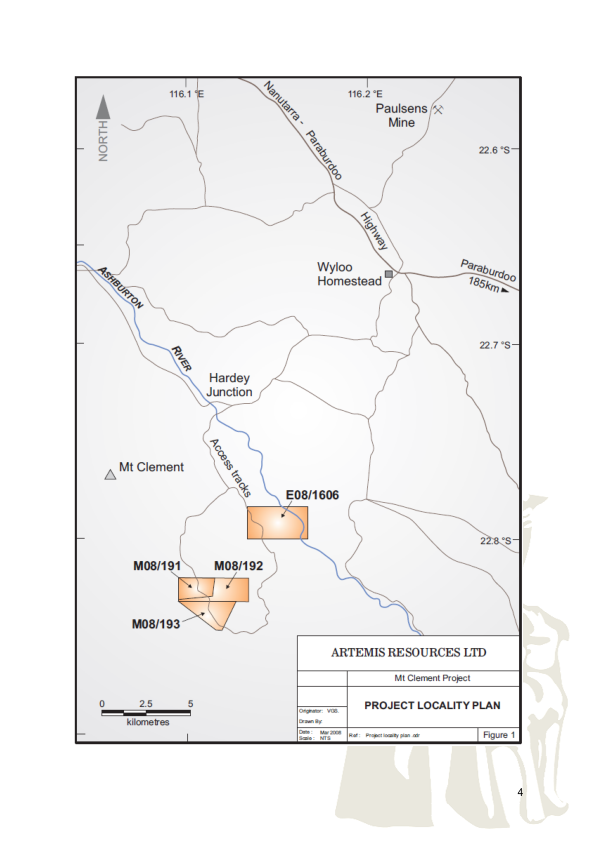 116.1 °E
116.2 °E
NORTH
Nanutarra - Paraburdoo
Highway
Paulsens
Mine
22.6 °S
Wyloo
Homestead
Paraburdoo
185km
ASHBURTON
RIVER
22.7 °S
Hardey
Junction
Access tracks
Mt Clement
E08/1606
22.8 °S
M08/191
M08/192
M08/193
0 2.5 5
kilometres
ARTEMIS RESOURCES LTD
Mt Clement Project
PROJECT LOCALITY PLAN
Originator: VGS.
Drawn By:
Date : Mar 2008
Scale : NTS
Ref : Project locality plan .cdr
Figure 1
4